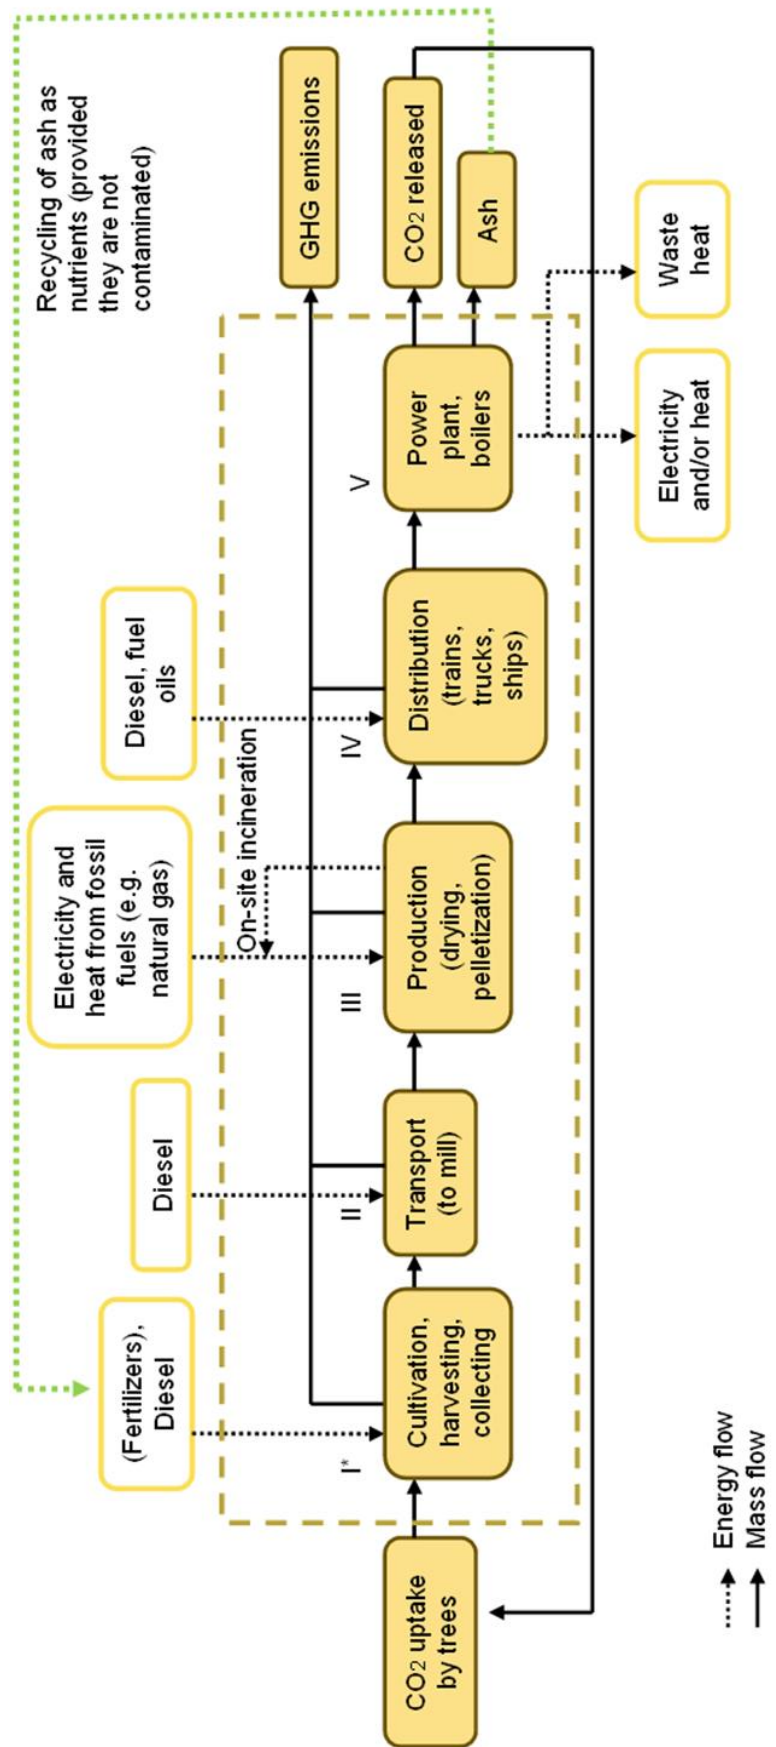 Recycling of ash as
nutrients (provided
they are not
contaminated)
(Fertilizers),
Diesel
Diesel
Electricity and
heat from fossil
fuels (e.g.
natural gas)
Diesel, fuel
oils
On-site incineration
GHG emissions
I*
II
III
IV
V
CO2 uptake
by trees
Cultivation,
harvesting,
collecting
Transport
(to mill)
Production
(drying,
pelletization)
Distribution
(trains,
trucks,
ships)
Power
plant,
boilers
CO2 released
Ash
Electricity
and/or heat
Waste
heat
Energy flow
Mass flow